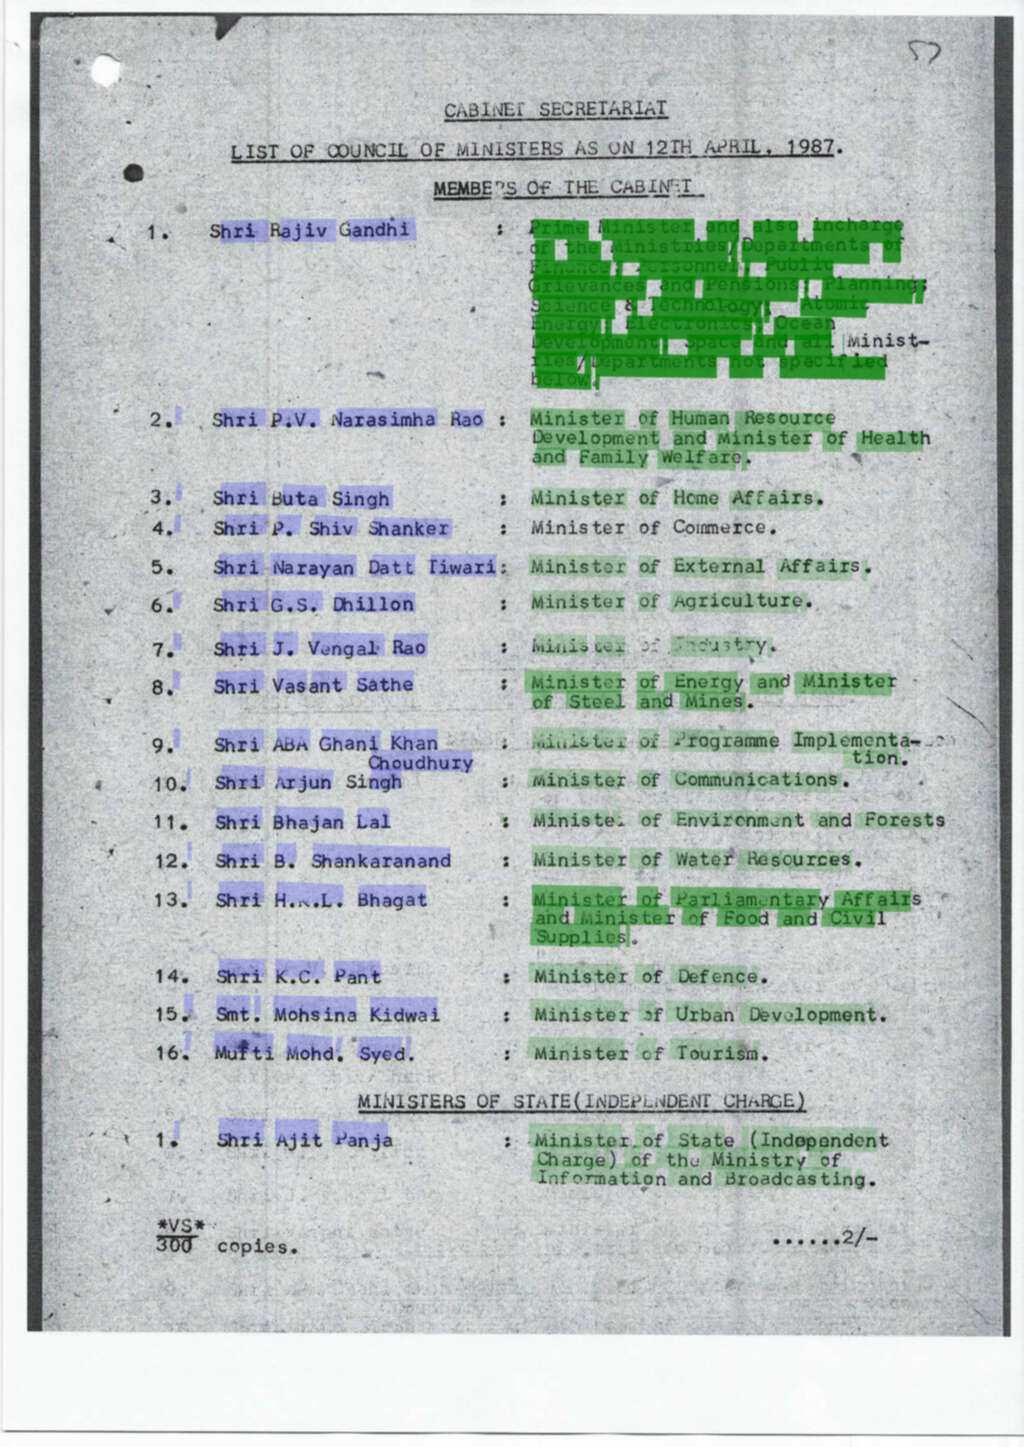 57
CABINET SECRETARIAT
LIST OF COUNCIL OF MINISTERS AS ON 12TH APRIL, 1987.
MEMBERS OF THE CABINET
1. Shri Rajiv Gandhi : Prime Minister and also incharge
of the Ministries/Departments of
Finance; Personnel, Public
Grievances and Pensions; Planning;
Science & Technology; Atomic
Energy; Electronics; Ocean
Development; Space and all Minist-
ries/Departments not specified
below.
2. Shri P.V. Narasimha Rao : Minister of Human Resource
Development and Minister of Health
and Family Welfare.
3. Shri Buta Singh : Minister of Home Affairs.
4. Shri P. Shiv Shanker : Minister of Commerce.
5. Shri Narayan Datt Tiwari: Minister of External Affairs.
6. Shri G.S. Dhillon : Minister of Agriculture.
7. Shri J. Vengal Rao : Minister of Industry.
8. Shri Vasant Sathe : Minister of Energy and Minister
of Steel and Mines.
9. Shri ABA Ghani Khan : Minister of Programme Implementa-
Choudhury tion.
10. Shri Arjun Singh : Minister of Communications.
11. Shri Bhajan Lal : Minister of Environment and Forests
12. Shri B. Shankaranand : Minister of Water Resources.
13. Shri H.K.L. Bhagat : Minister of Parliamentary Affairs
and Minister of Food and Civil
Supplies.
14. Shri K.C. Pant : Minister of Defence.
15. Smt. Mohsina Kidwai : Minister of Urban Development.
16. Mufti Mohd. Syed. : Minister of Tourism.
MINISTERS OF STATE(INDEPENDENT CHARGE)
1. Shri Ajit Panja : Minister of State (Independent
Charge) of the Ministry of
Information and Broadcasting.
*VS*
300 copies.
......2/-